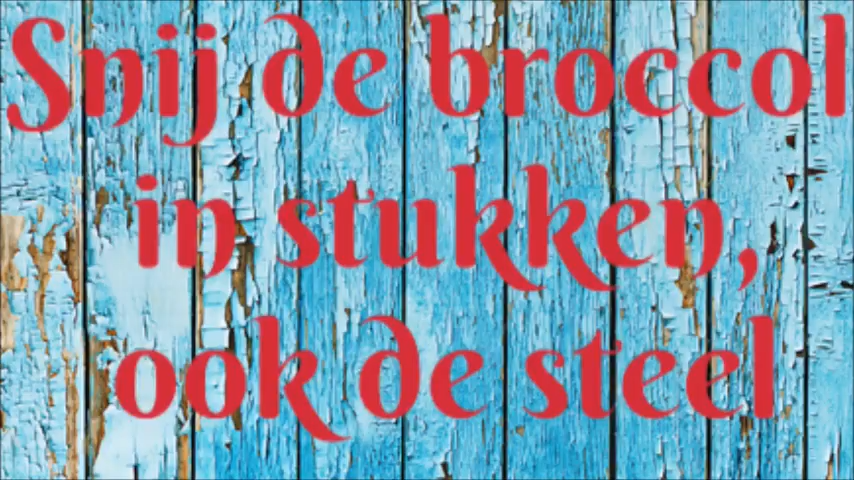 Snij de broccol
in stukken,
ook de steel